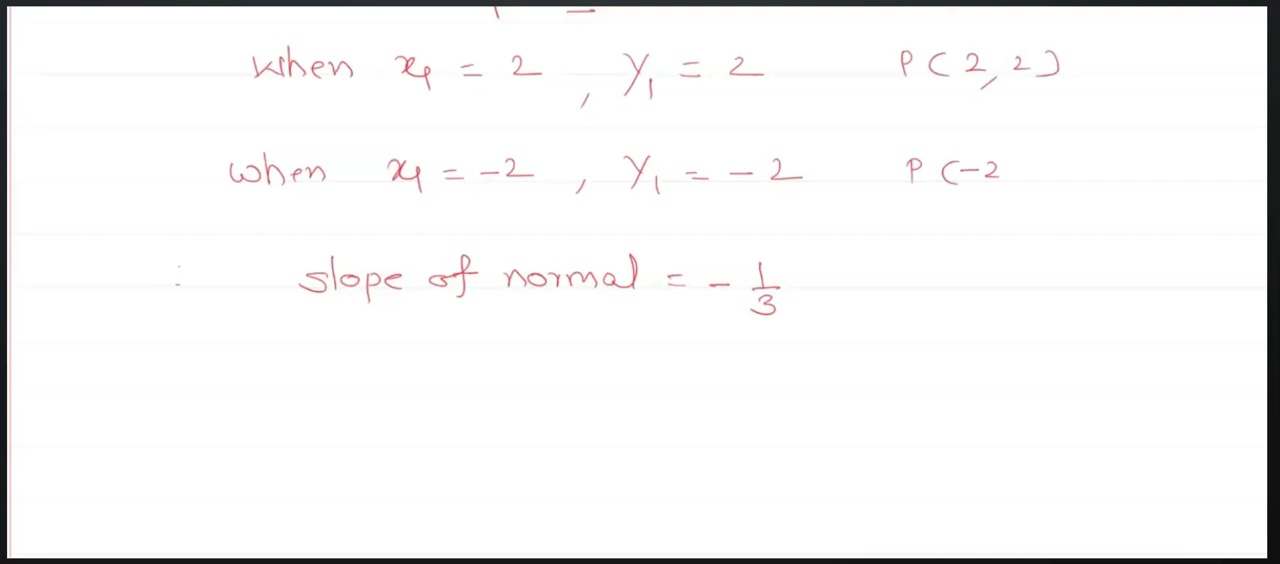 when x₁ = 2 , y₁ = 2 P(2,2)
when x₁ = -2 , y₁ = -2 P(-2
slope of normal = - 1/3